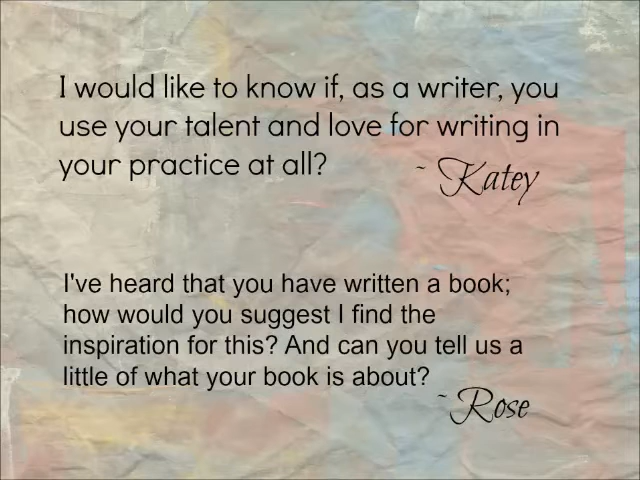 I would like to know if, as a writer, you
use your talent and love for writing in
your practice at all?
~ Katey
I've heard that you have written a book;
how would you suggest I find the
inspiration for this? And can you tell us a
little of what your book is about?
~ Rose